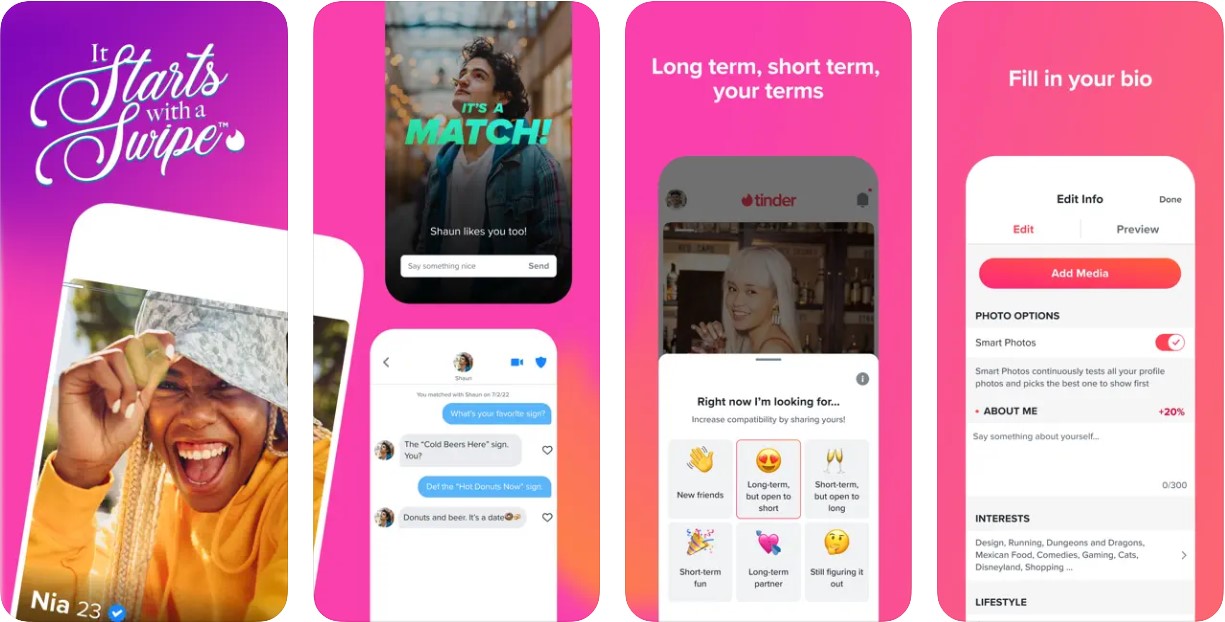 It
Starts
with a
Swipe™
Nia 23
IT'S A
MATCH!
Shaun likes you too!
Say something nice
Send
Shaun
You matched with Shaun on 7/2/22
What's your favorite sign?
The "Cold Beers Here" sign.
You?
Def the "Hot Donuts Now" sign.
Donuts and beer. It's a date🍩🍻
Long term, short term,
your terms
tinder
Right now I'm looking for...
Increase compatibility by sharing yours!
New friends
Long-term,
but open to
short
Short-term,
but open to
long
Short-term
fun
Long-term
partner
Still figuring it
out
Fill in your bio
Edit Info
Done
Edit
Preview
Add Media
PHOTO OPTIONS
Smart Photos
Smart Photos continuously tests all your profile
photos and picks the best one to show first
• ABOUT ME
+20%
Say something about yourself...
0/300
INTERESTS
Design, Running, Dungeons and Dragons,
Mexican Food, Comedies, Gaming, Cats,
Disneyland, Shopping ...
LIFESTYLE